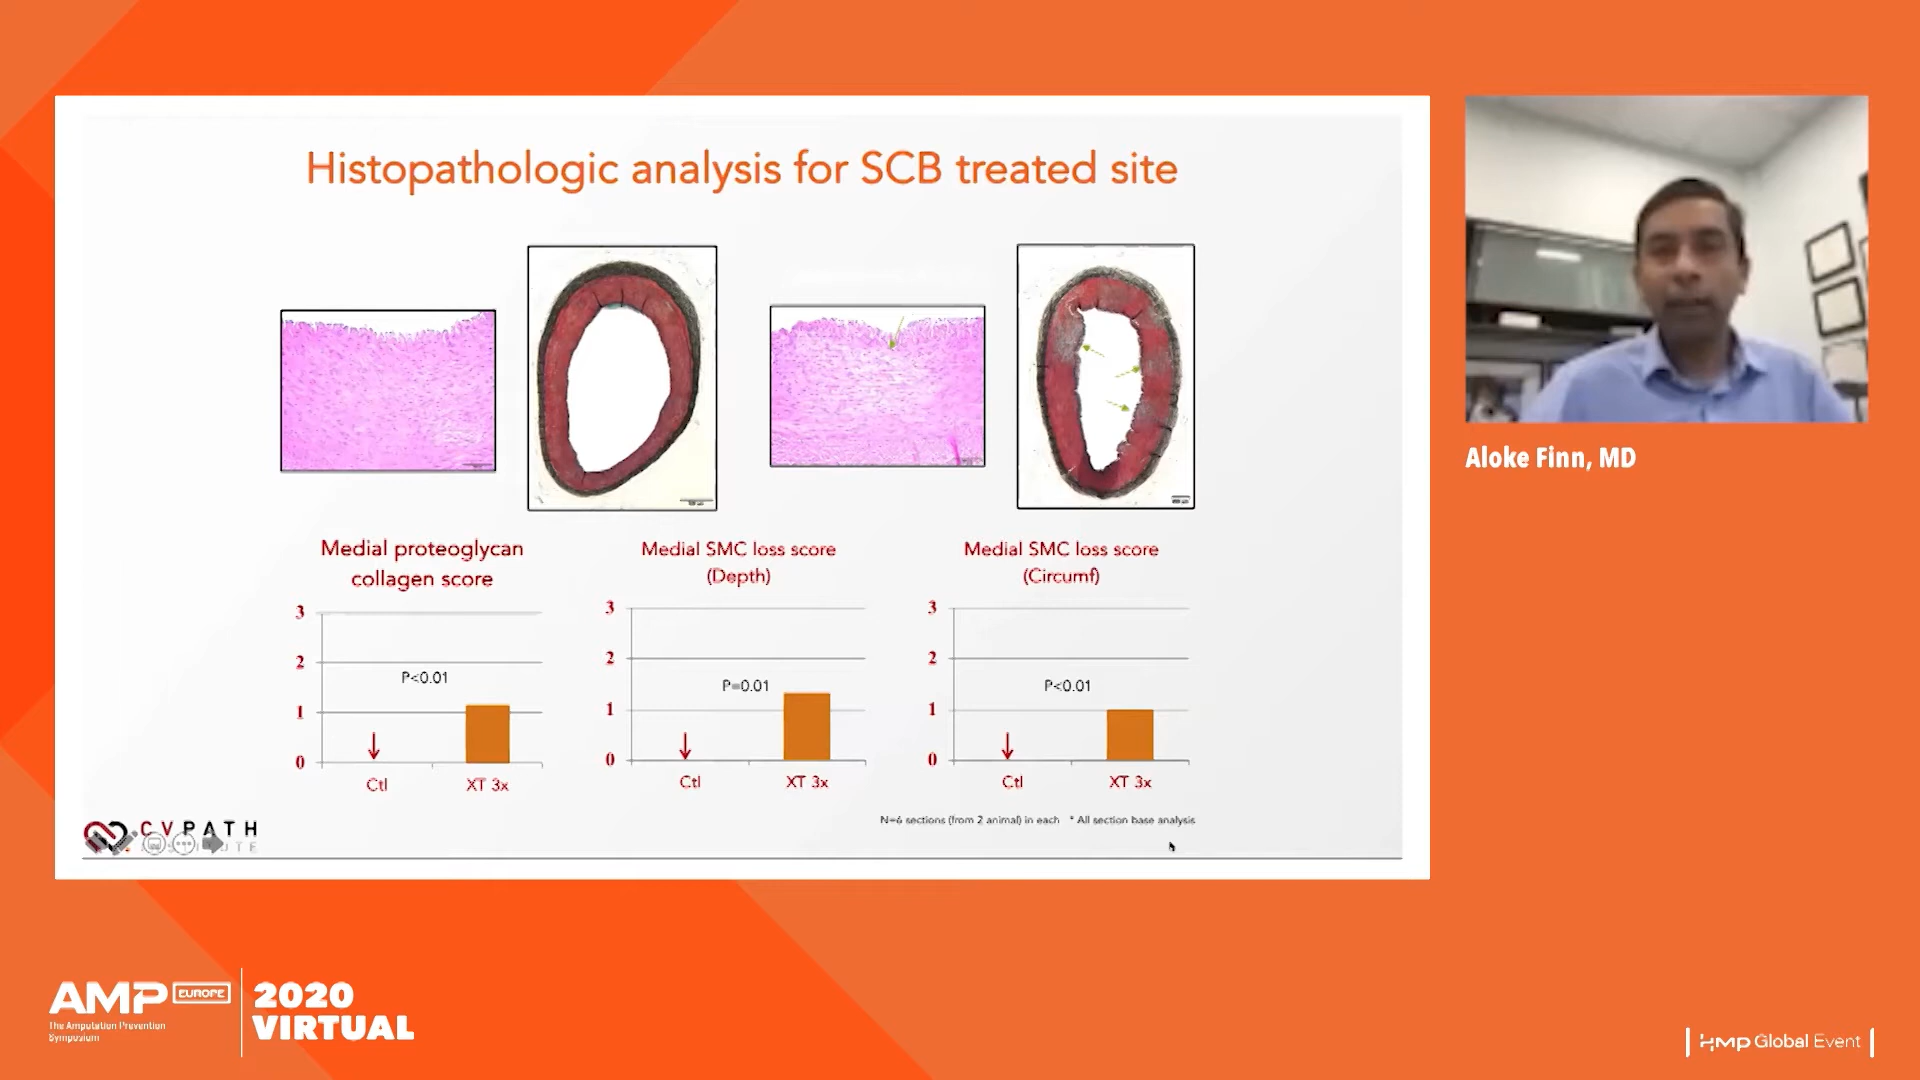 Histopathologic analysis for SCB treated site
Medial proteoglycan
collagen score
3
2
1
0
P<0.01
Ctl
XT 3x
Medial SMC loss score
(Depth)
3
2
1
0
P=0.01
Ctl
XT 3x
Medial SMC loss score
(Circumf)
3
2
1
0
P<0.01
Ctl
XT 3x
N=6 sections (from 2 animal) in each * All section base analysis
CVPATH
Aloke Finn, MD
AMP EUROPE
The Amputation Prevention
Symposium
2020
VIRTUAL
HMP Global Event